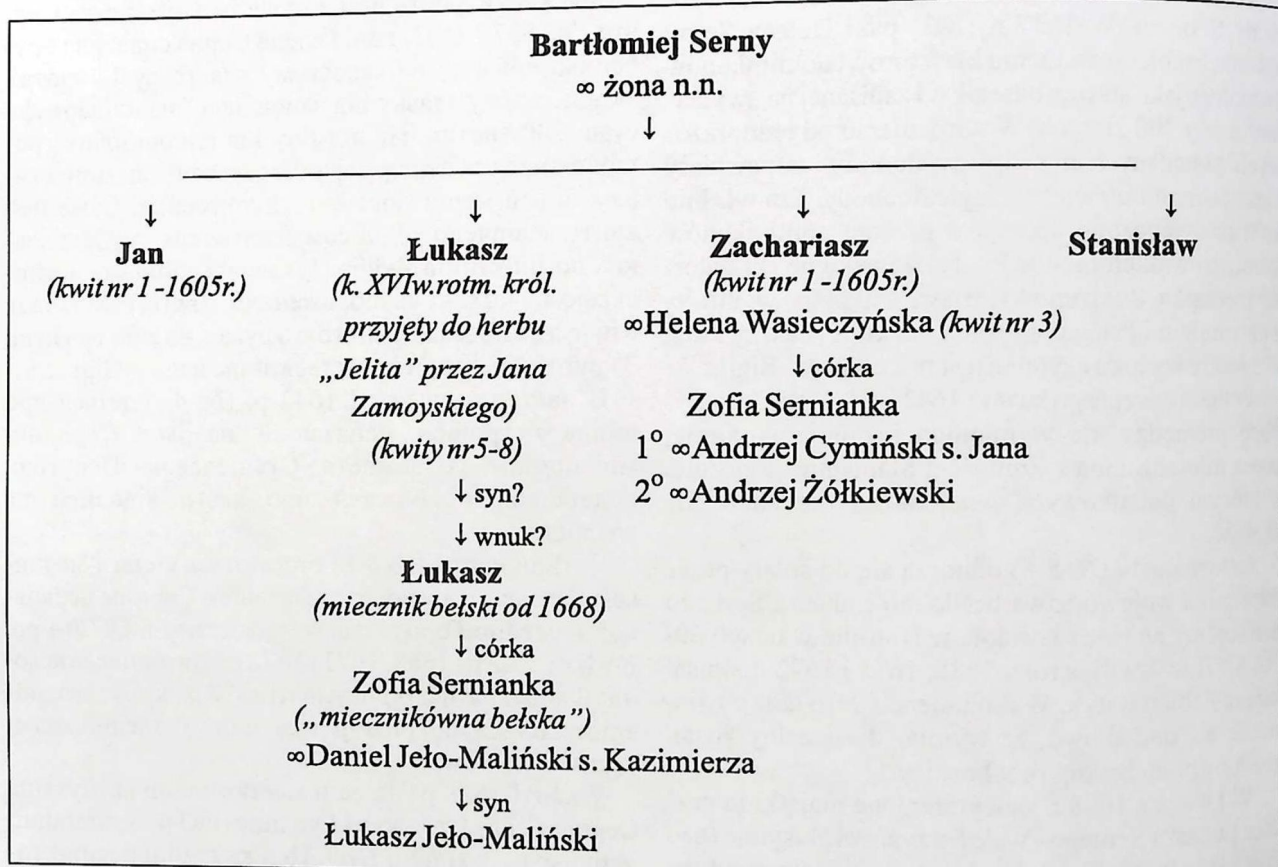 Bartłomiej Serny
∞ żona n.n.
↓
↓ ↓ ↓ ↓
Jan Łukasz Zachariasz Stanisław
(kwit nr 1 -1605r.) (k. XVIw.rotm. król. (kwit nr 1 -1605r.)
przyjęty do herbu ∞Helena Wasieczyńska (kwit nr 3)
„Jelita” przez Jana ↓córka
Zamoyskiego) Zofia Sernianka
(kwity nr 5-8) 1° ∞Andrzej Cymiński s. Jana
↓syn? 2° ∞Andrzej Żółkiewski
↓ wnuk?
Łukasz
(miecznik bełski od 1668)
↓ córka
Zofia Sernianka
(„miecznikówna bełska”)
∞Daniel Jeło-Maliński s. Kazimierza
↓syn
Łukasz Jeło-Maliński